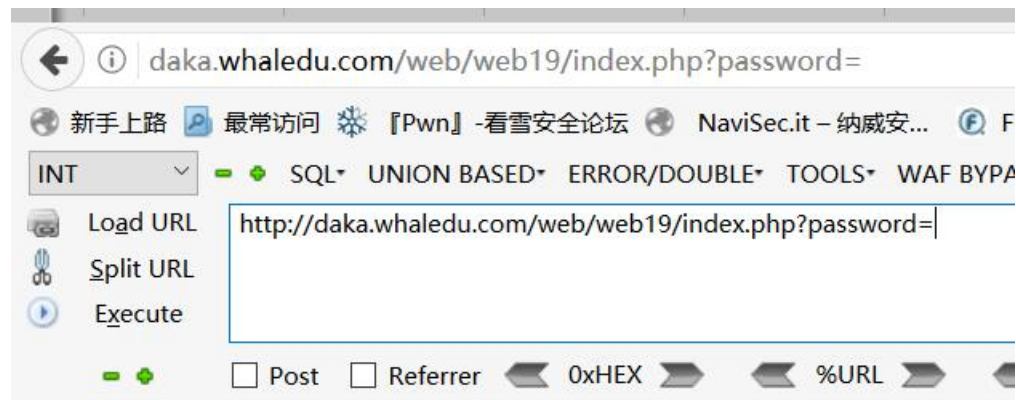 daka.whaledu.com/web/web19/index.php?password=
新手上路 最常访问 『Pwn』-看雪安全论坛 NaviSec.it – 纳威安... F
INT SQL UNION BASED ERROR/DOUBLE TOOLS WAF BYPA
Load URL http://daka.whaledu.com/web/web19/index.php?password=
Split URL
Execute
Post Referrer 0xHEX %URL